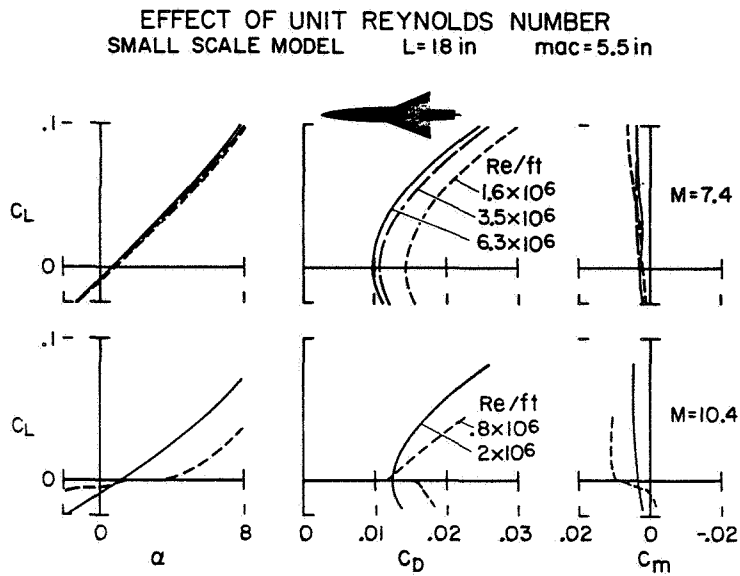 EFFECT OF UNIT REYNOLDS NUMBER
SMALL SCALE MODEL L=18 in mac=5.5 in
.1
CL
0
Re/ft
1.6×10⁶
3.5×10⁶
6.3×10⁶
M=7.4
.1
CL
0
Re/ft
.8×10⁶
2×10⁶
M=10.4
0 8 0 .01 .02 .03 .02 0 -.02
α CD Cm